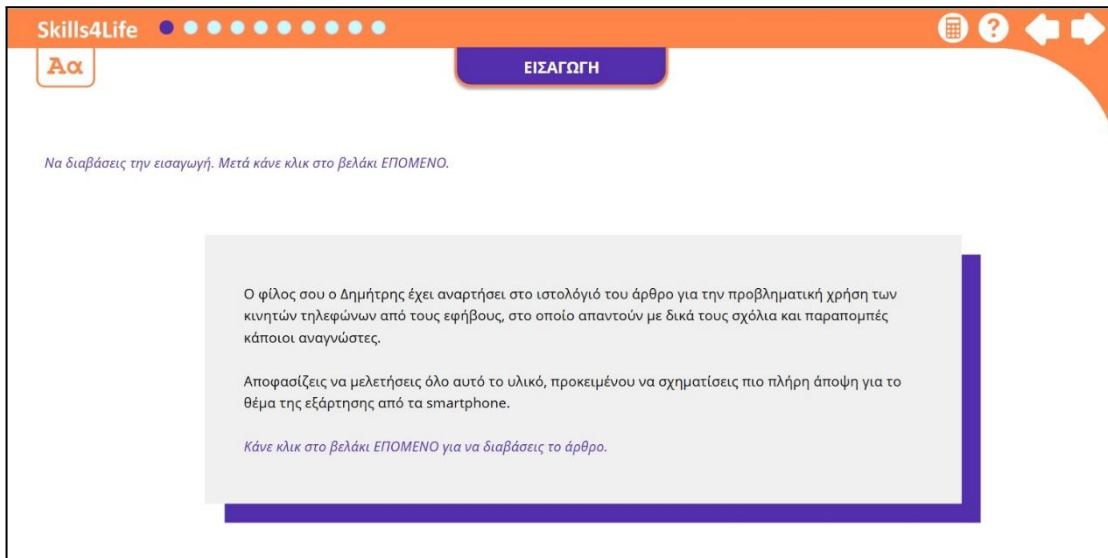 Skills4Life
?
Αα
ΕΙΣΑΓΩΓΗ
Να διαβάσεις την εισαγωγή. Μετά κάνε κλικ στο βελάκι ΕΠΟΜΕΝΟ.
Ο φίλος σου ο Δημήτρης έχει αναρτήσει στο ιστολόγιό του άρθρο για την προβληματική χρήση των
κινητών τηλεφώνων από τους εφήβους, στο οποίο απαντούν με δικά τους σχόλια και παραπομπές
κάποιοι αναγνώστες.
Αποφασίζεις να μελετήσεις όλο αυτό το υλικό, προκειμένου να σχηματίσεις πιο πλήρη άποψη για το
θέμα της εξάρτησης από τα smartphone.
Κάνε κλικ στο βελάκι ΕΠΟΜΕΝΟ για να διαβάσεις το άρθρο.